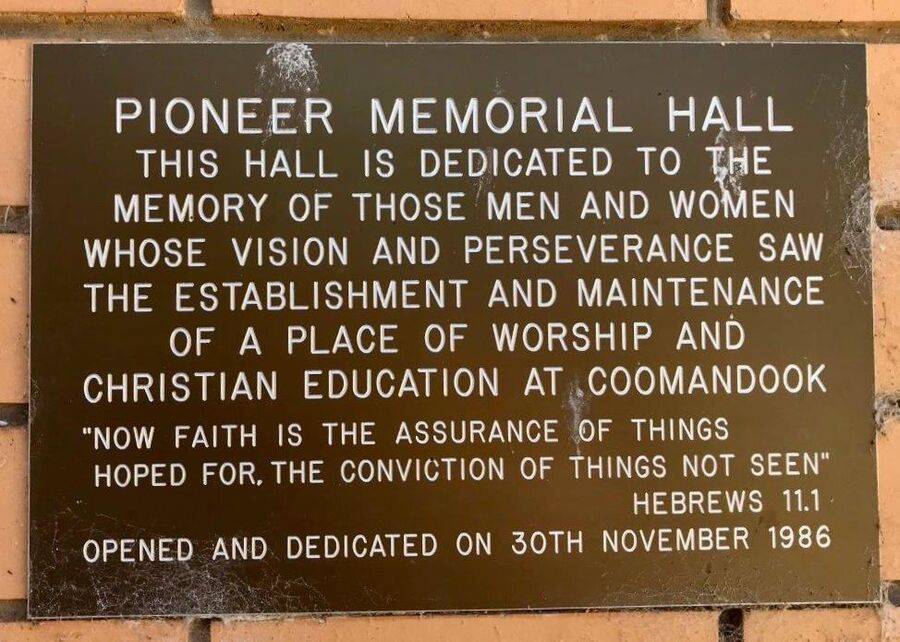 PIONEER MEMORIAL HALL
THIS HALL IS DEDICATED TO THE
MEMORY OF THOSE MEN AND WOMEN
WHOSE VISION AND PERSEVERANCE SAW
THE ESTABLISHMENT AND MAINTENANCE
OF A PLACE OF WORSHIP AND
CHRISTIAN EDUCATION AT COOMANDOOK
"NOW FAITH IS THE ASSURANCE OF THINGS
HOPED FOR, THE CONVICTION OF THINGS NOT SEEN"
HEBREWS 11.1
OPENED AND DEDICATED ON 30TH NOVEMBER 1986